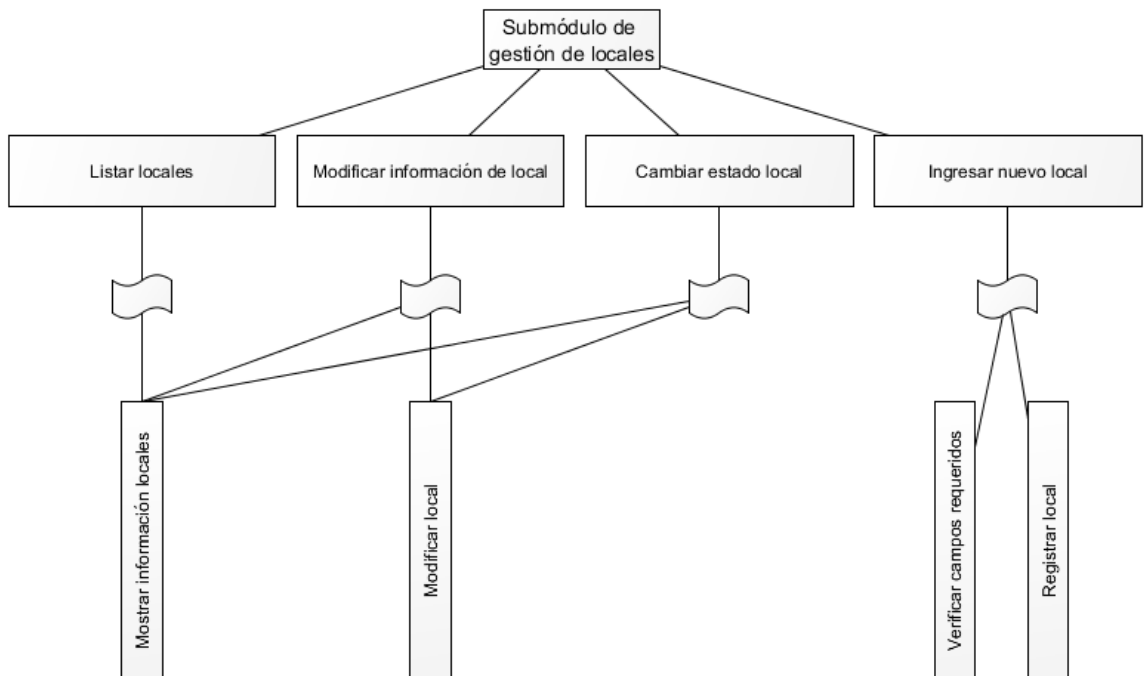 Submódulo de
gestión de locales
Listar locales
Modificar información de local
Cambiar estado local
Ingresar nuevo local
Mostrar información locales
Modificar local
Verificar campos requeridos
Registrar local